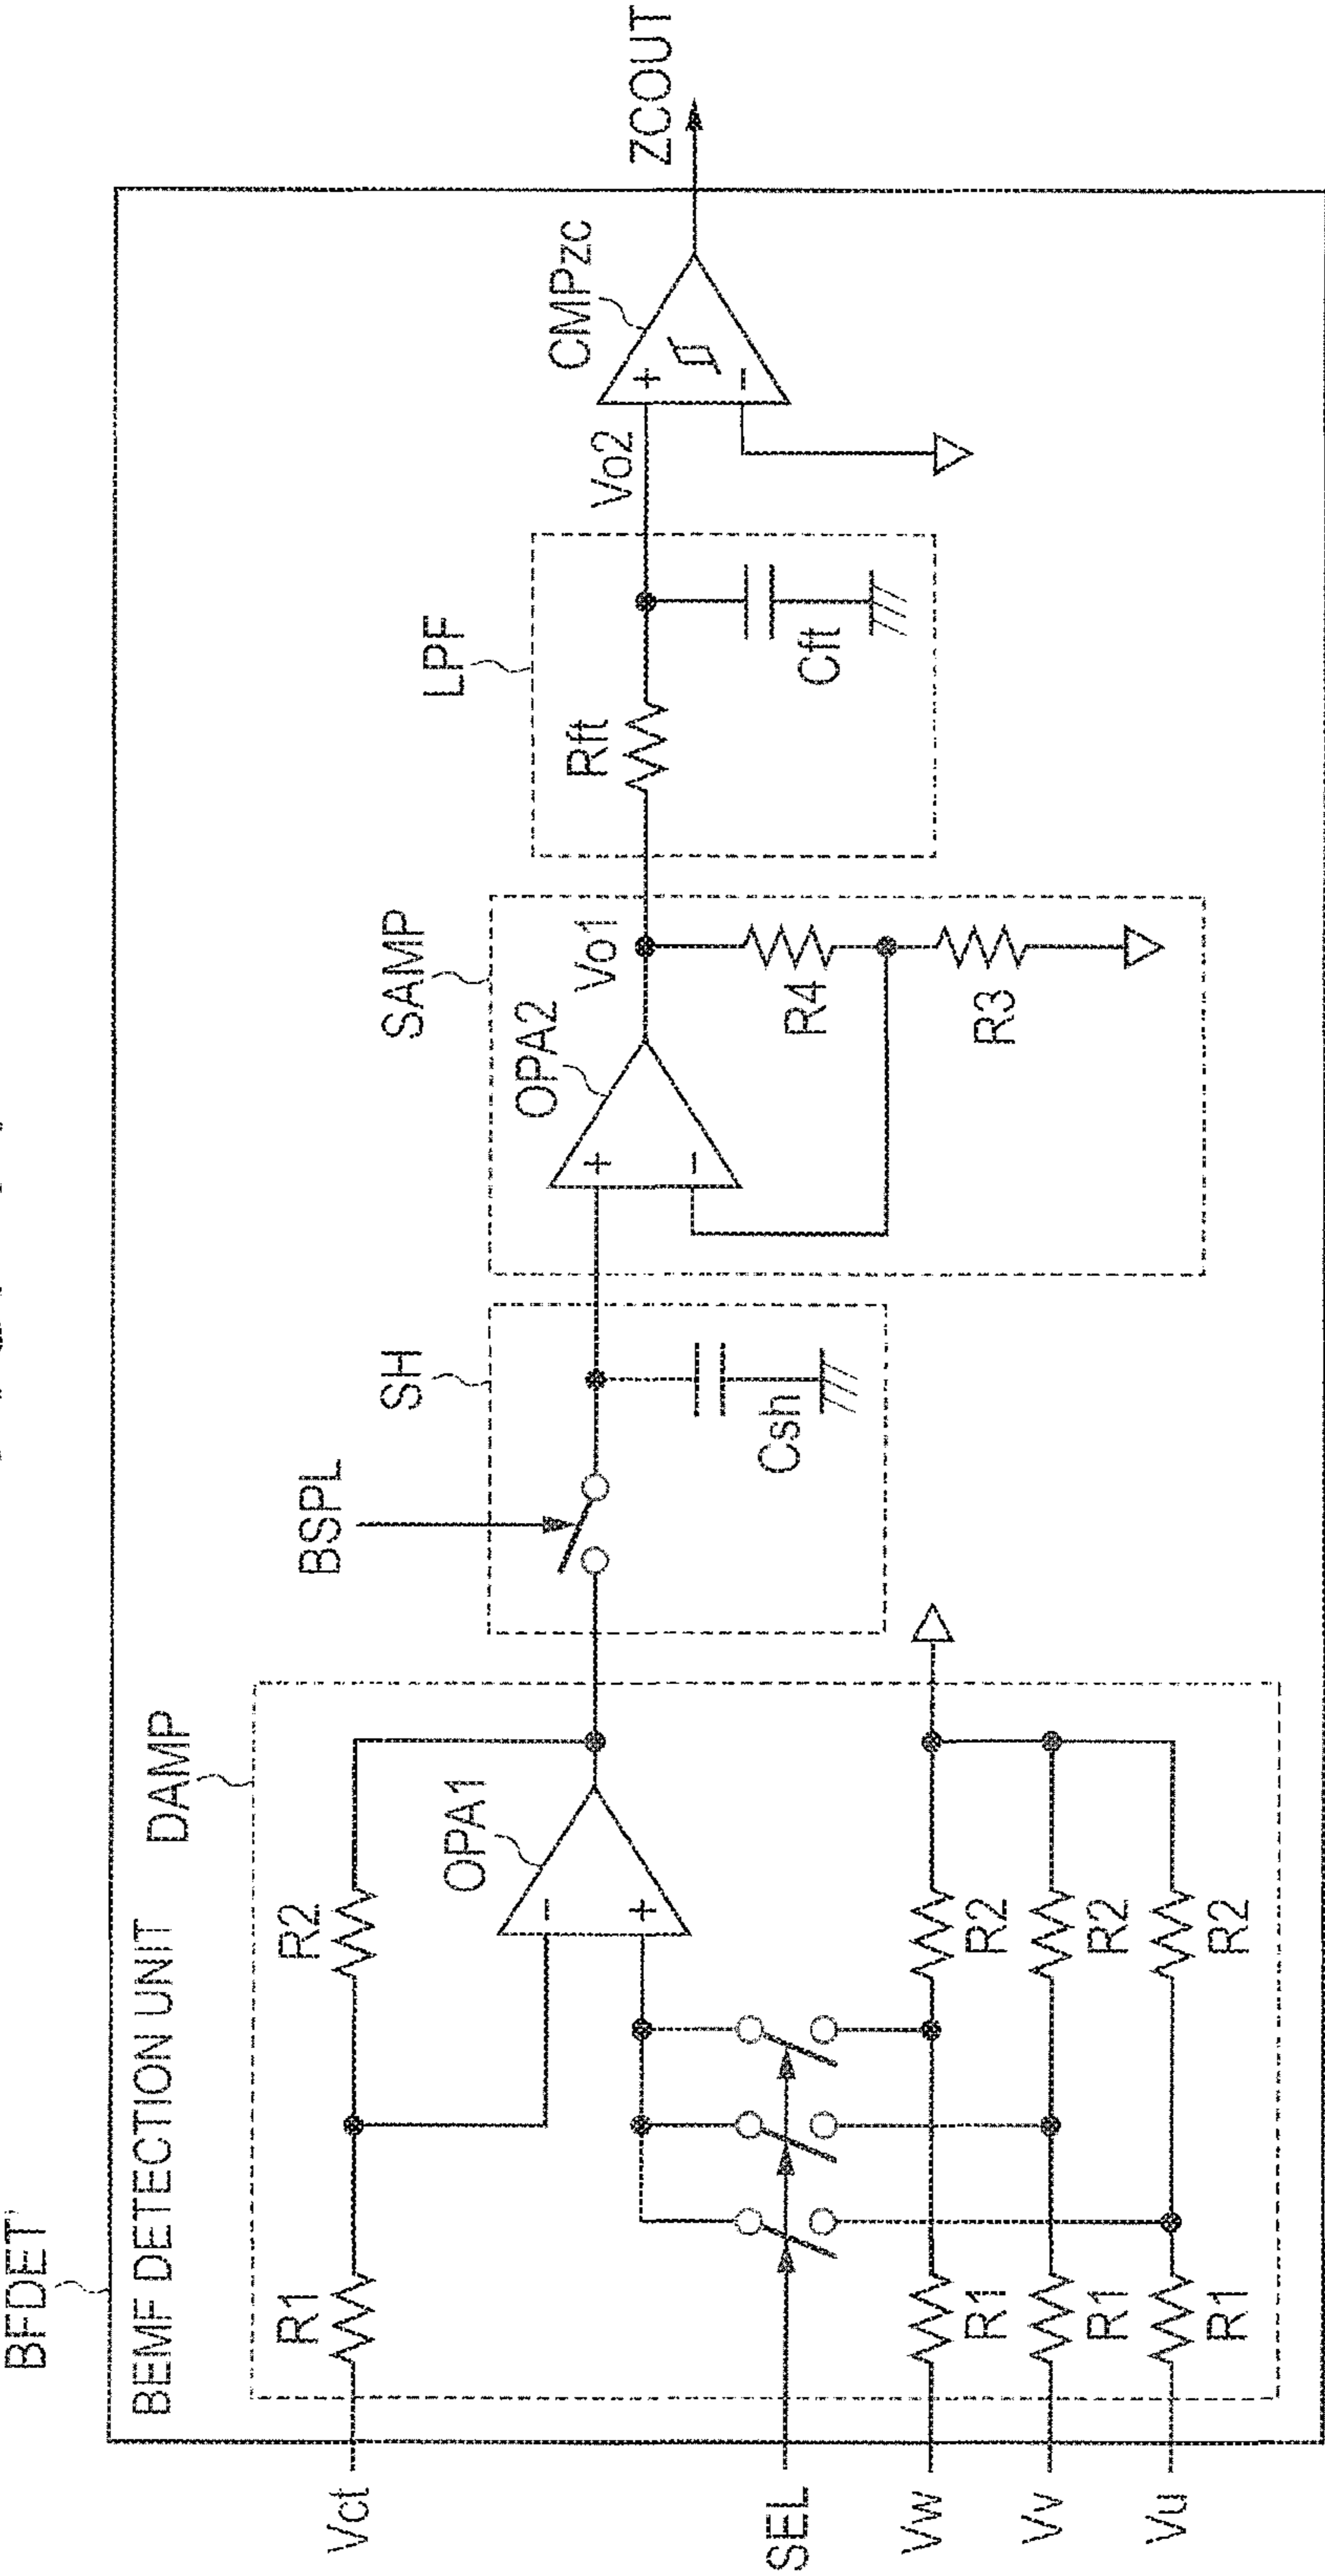 BFDET
BEMF DETECTION UNIT
DAMP
Vct
R1
R2
OPA1
-
+
SEL
Vw
R1
R2
Vv
R1
R2
Vu
R1
R2
BSPL
SH
Csh
SAMP
OPA2
+
-
Vo1
R4
R3
LPF
Rft
Cft
Vo2
CMPzc
+
-
ZCOUT